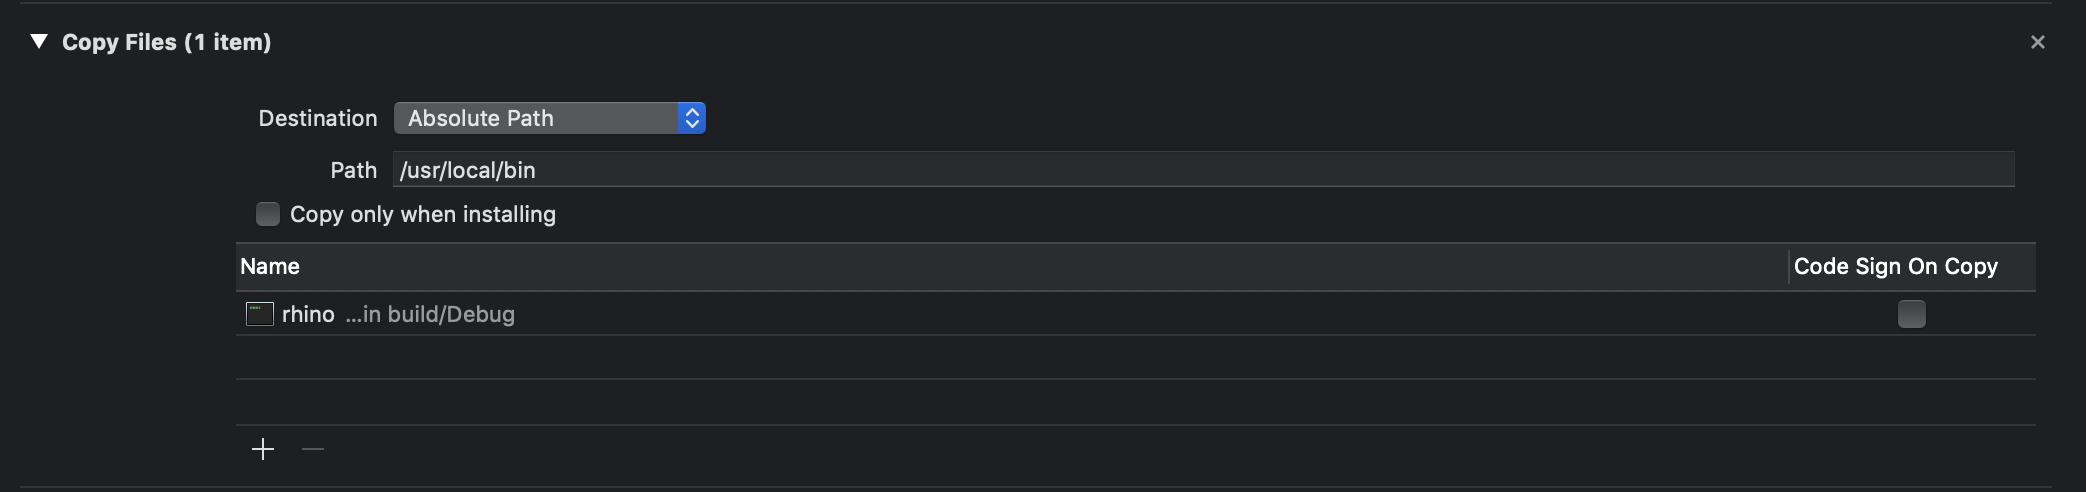 Copy Files (1 item)
Destination Absolute Path
Path /usr/local/bin
Copy only when installing
Name Code Sign On Copy
rhino ...in build/Debug